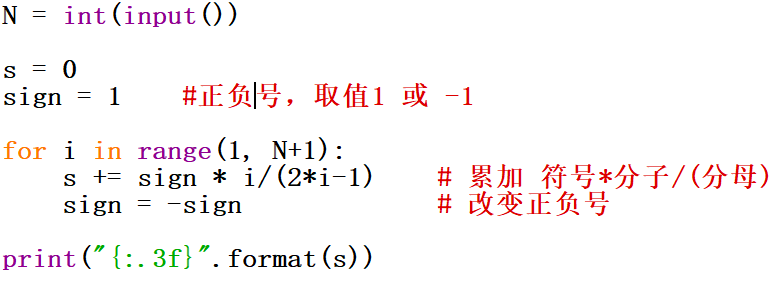 N = int(input())
s = 0
sign = 1    #正负号，取值1 或 -1
for i in range(1, N+1):
    s += sign * i/(2*i-1)    # 累加 符号*分子/(分母)
    sign = -sign    # 改变正负号
print("{:.3f}".format(s))